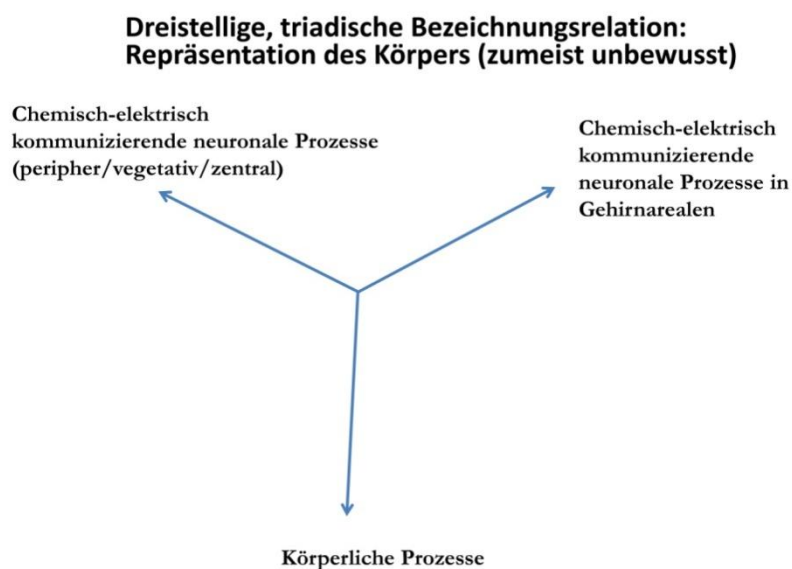 Dreistellige, triadische Bezeichnungsrelation:
Repräsentation des Körpers (zumeist unbewusst)
Chemisch-elektrisch
kommunizierende neuronale Prozesse
(peripher/vegetativ/zentral)
Chemisch-elektrisch
kommunizierende
neuronale Prozesse in
Gehirnarealen
Körperliche Prozesse